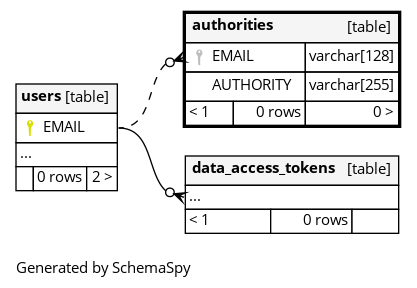 authorities [table]
EMAIL varchar[128]
AUTHORITY varchar[255]
< 1 0 rows 0 >
users [table]
EMAIL
...
0 rows 2 >
data_access_tokens [table]
...
< 1 0 rows
Generated by SchemaSpy